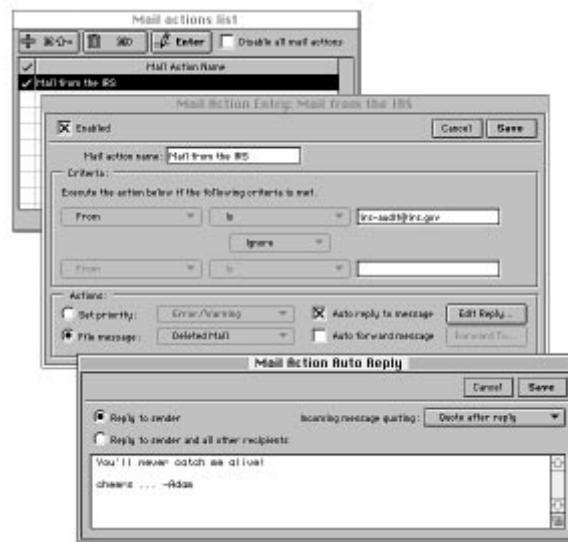 Mail actions list
Enter
Disable all mail actions
Mail Action Name
Mail from the IRS
Mail Action Entry: Mail from the IRS
Enabled
Cancel
Save
Mail action name: Mail from the IRS
Criteria:
Execute the action below if the following criteria is met.
From
Is
irs-audit@irs.gov
Ignore
From
Is
Actions:
Set priority:
Error/Warning
Auto reply to message
Edit Reply...
File message:
Deleted Mail
Auto forward message
Forward To...
Mail Action Auto Reply
Cancel
Save
Reply to sender
Incoming message quoting:
Quote after reply
Reply to sender and all other recipients
You'll never catch me alive!
cheers ... -Adam